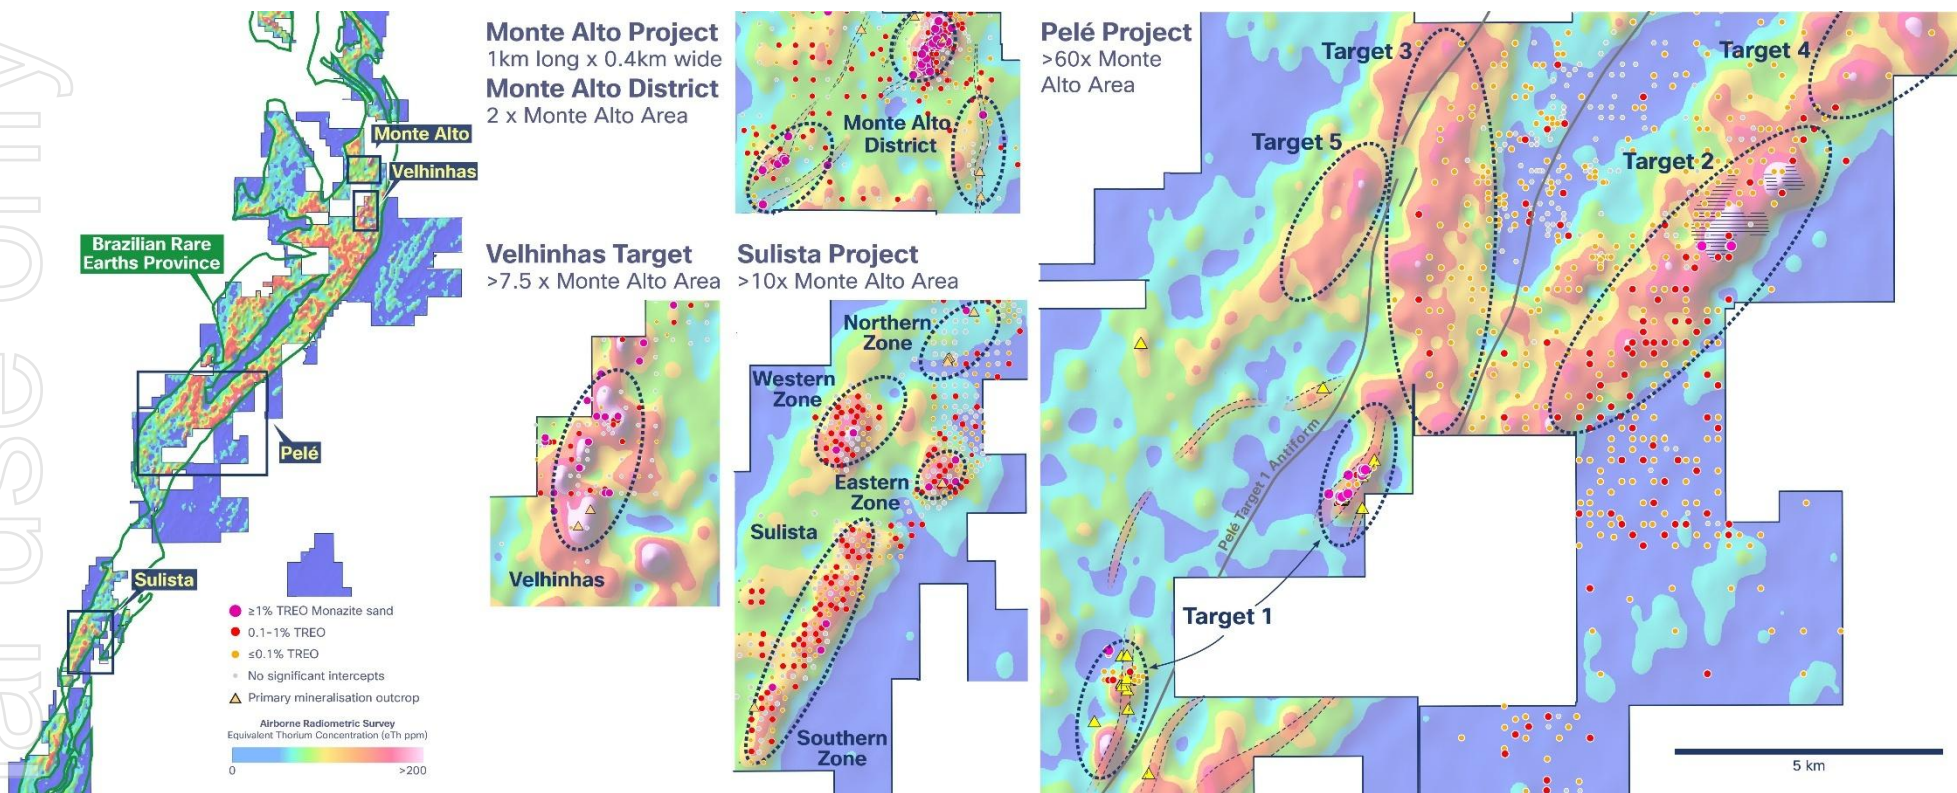 Monte Alto
Velhinhas
Brazilian Rare
Earths Province
Pelé
Sulista
≥1% TREO Monazite sand
0.1-1% TREO
≤0.1% TREO
No significant intercepts
Primary mineralisation outcrop
Airborne Radiometric Survey
Equivalent Thorium Concentration (eTh ppm)
0
>200
Monte Alto Project
1km long x 0.4km wide
Monte Alto District
2 x Monte Alto Area
Monte Alto
District
Velhinhas Target
>7.5 x Monte Alto Area
Velhinhas
Sulista Project
>10x Monte Alto Area
Northern
Zone
Western
Zone
Eastern
Zone
Sulista
Southern
Zone
Pelé Project
>60x Monte
Alto Area
Target 3
Target 4
Target 5
Target 2
Pelé Target 1 Antiform
Target 1
5 km